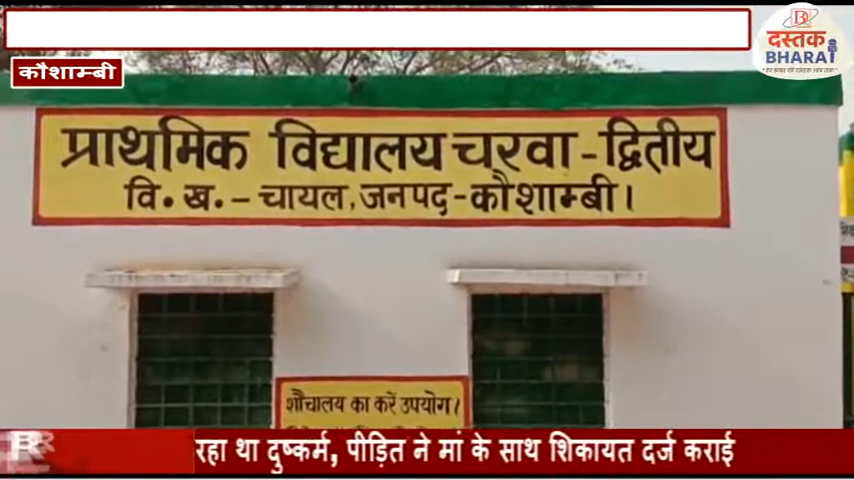 दस्तक
BHARAT
कौशाम्बी
प्राथमिक विद्यालय चरवा - द्वितीय
वि॰ ख॰ - चायल, जनपद - कौशाम्बी।
शौचालय का करें उपयोग।
रहा था दुष्कर्म, पीड़ित ने मां के साथ शिकायत दर्ज कराई